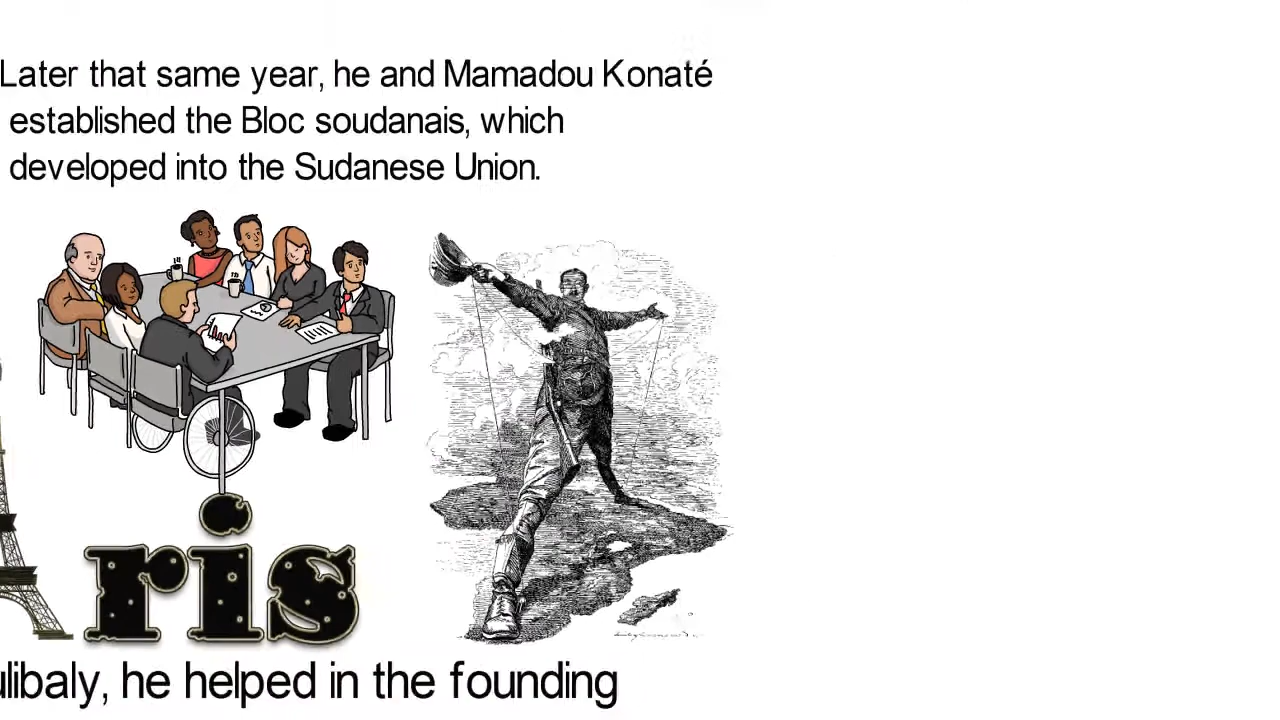 Later that same year, he and Mamadou Konaté
established the Bloc soudanais, which
developed into the Sudanese Union.
ris
ulibaly, he helped in the founding